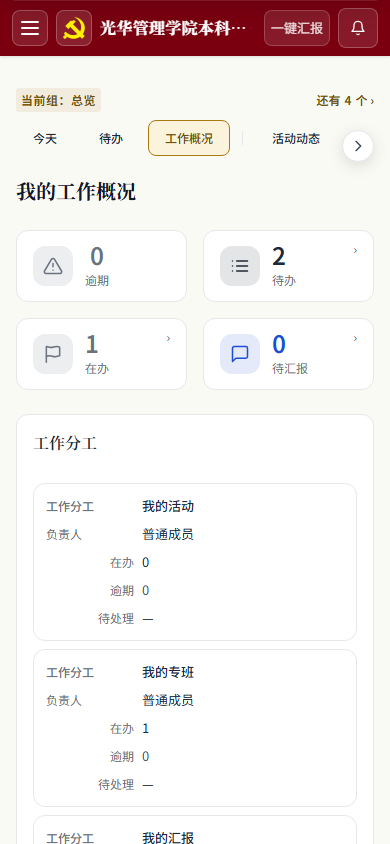 光华管理学院本科…
一键汇报
当前组：总览
还有 4 个 ›
今天
待办
工作概况
活动动态
我的工作概况
0
逾期
2
待办
1
在办
0
待汇报
工作分工
工作分工 我的活动
负责人 普通成员
在办 0
逾期 0
待处理 —
工作分工 我的专班
负责人 普通成员
在办 1
逾期 0
待处理 —
工作分工 我的汇报